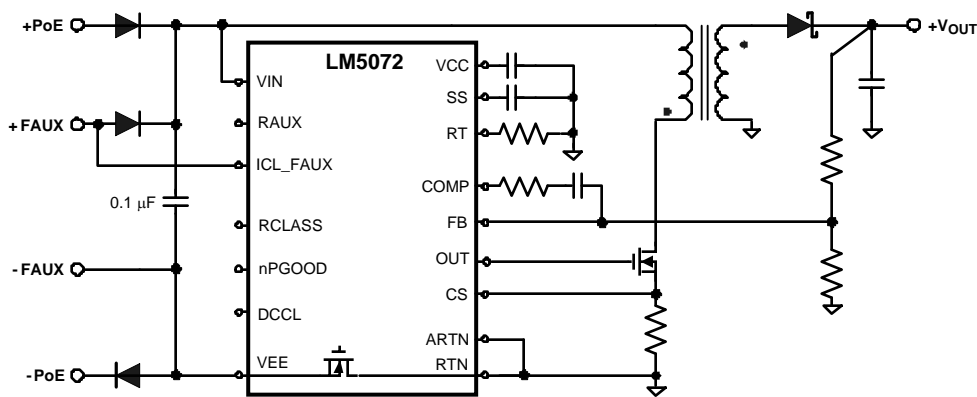 +PoE
+FAUX
0.1 μF
-FAUX
-PoE
LM5072
VIN
RAUX
ICL_FAUX
RCLASS
nPGOOD
DCCL
VEE
VCC
SS
RT
COMP
FB
OUT
CS
ARTN
RTN
+VOUT